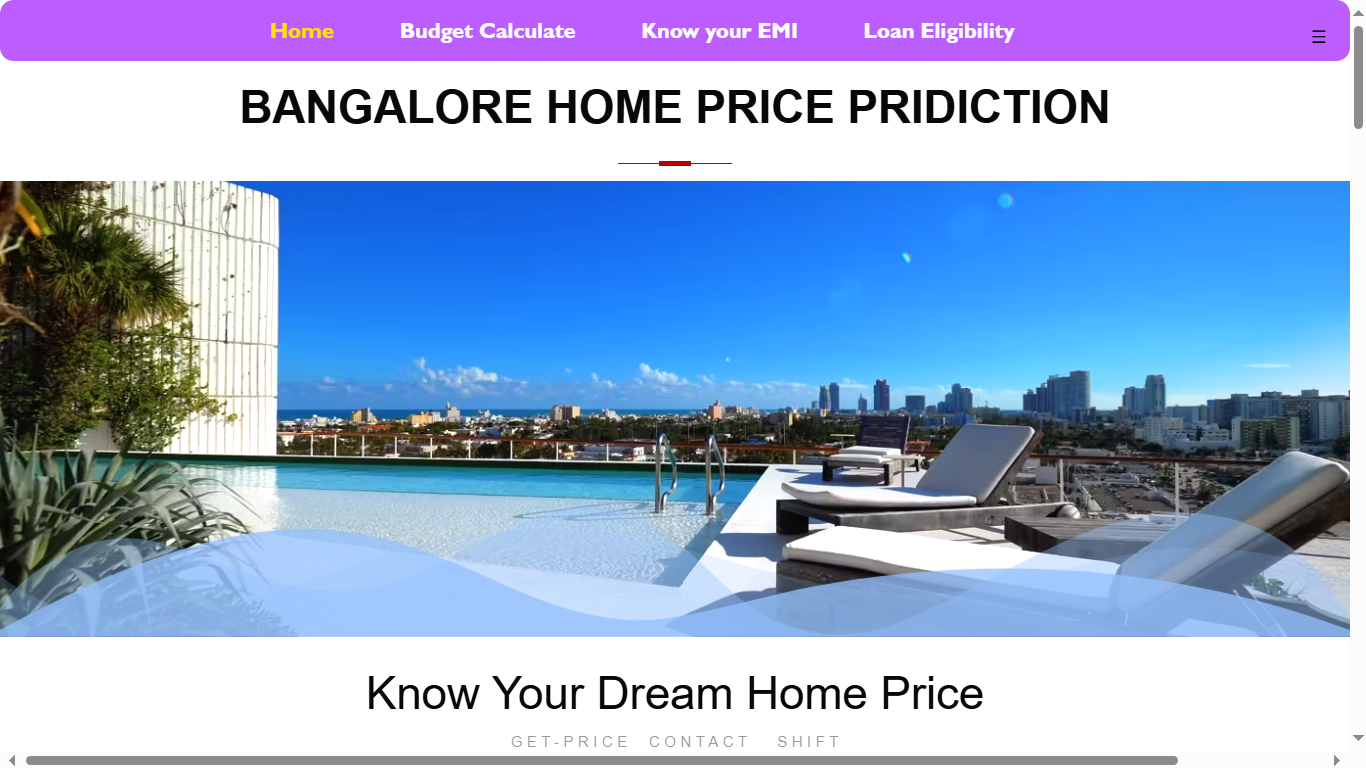 Home Budget Calculate Know your EMI Loan Eligibility ☰
BANGALORE HOME PRICE PRIDICTION
Know Your Dream Home Price
GET-PRICE CONTACT SHIFT